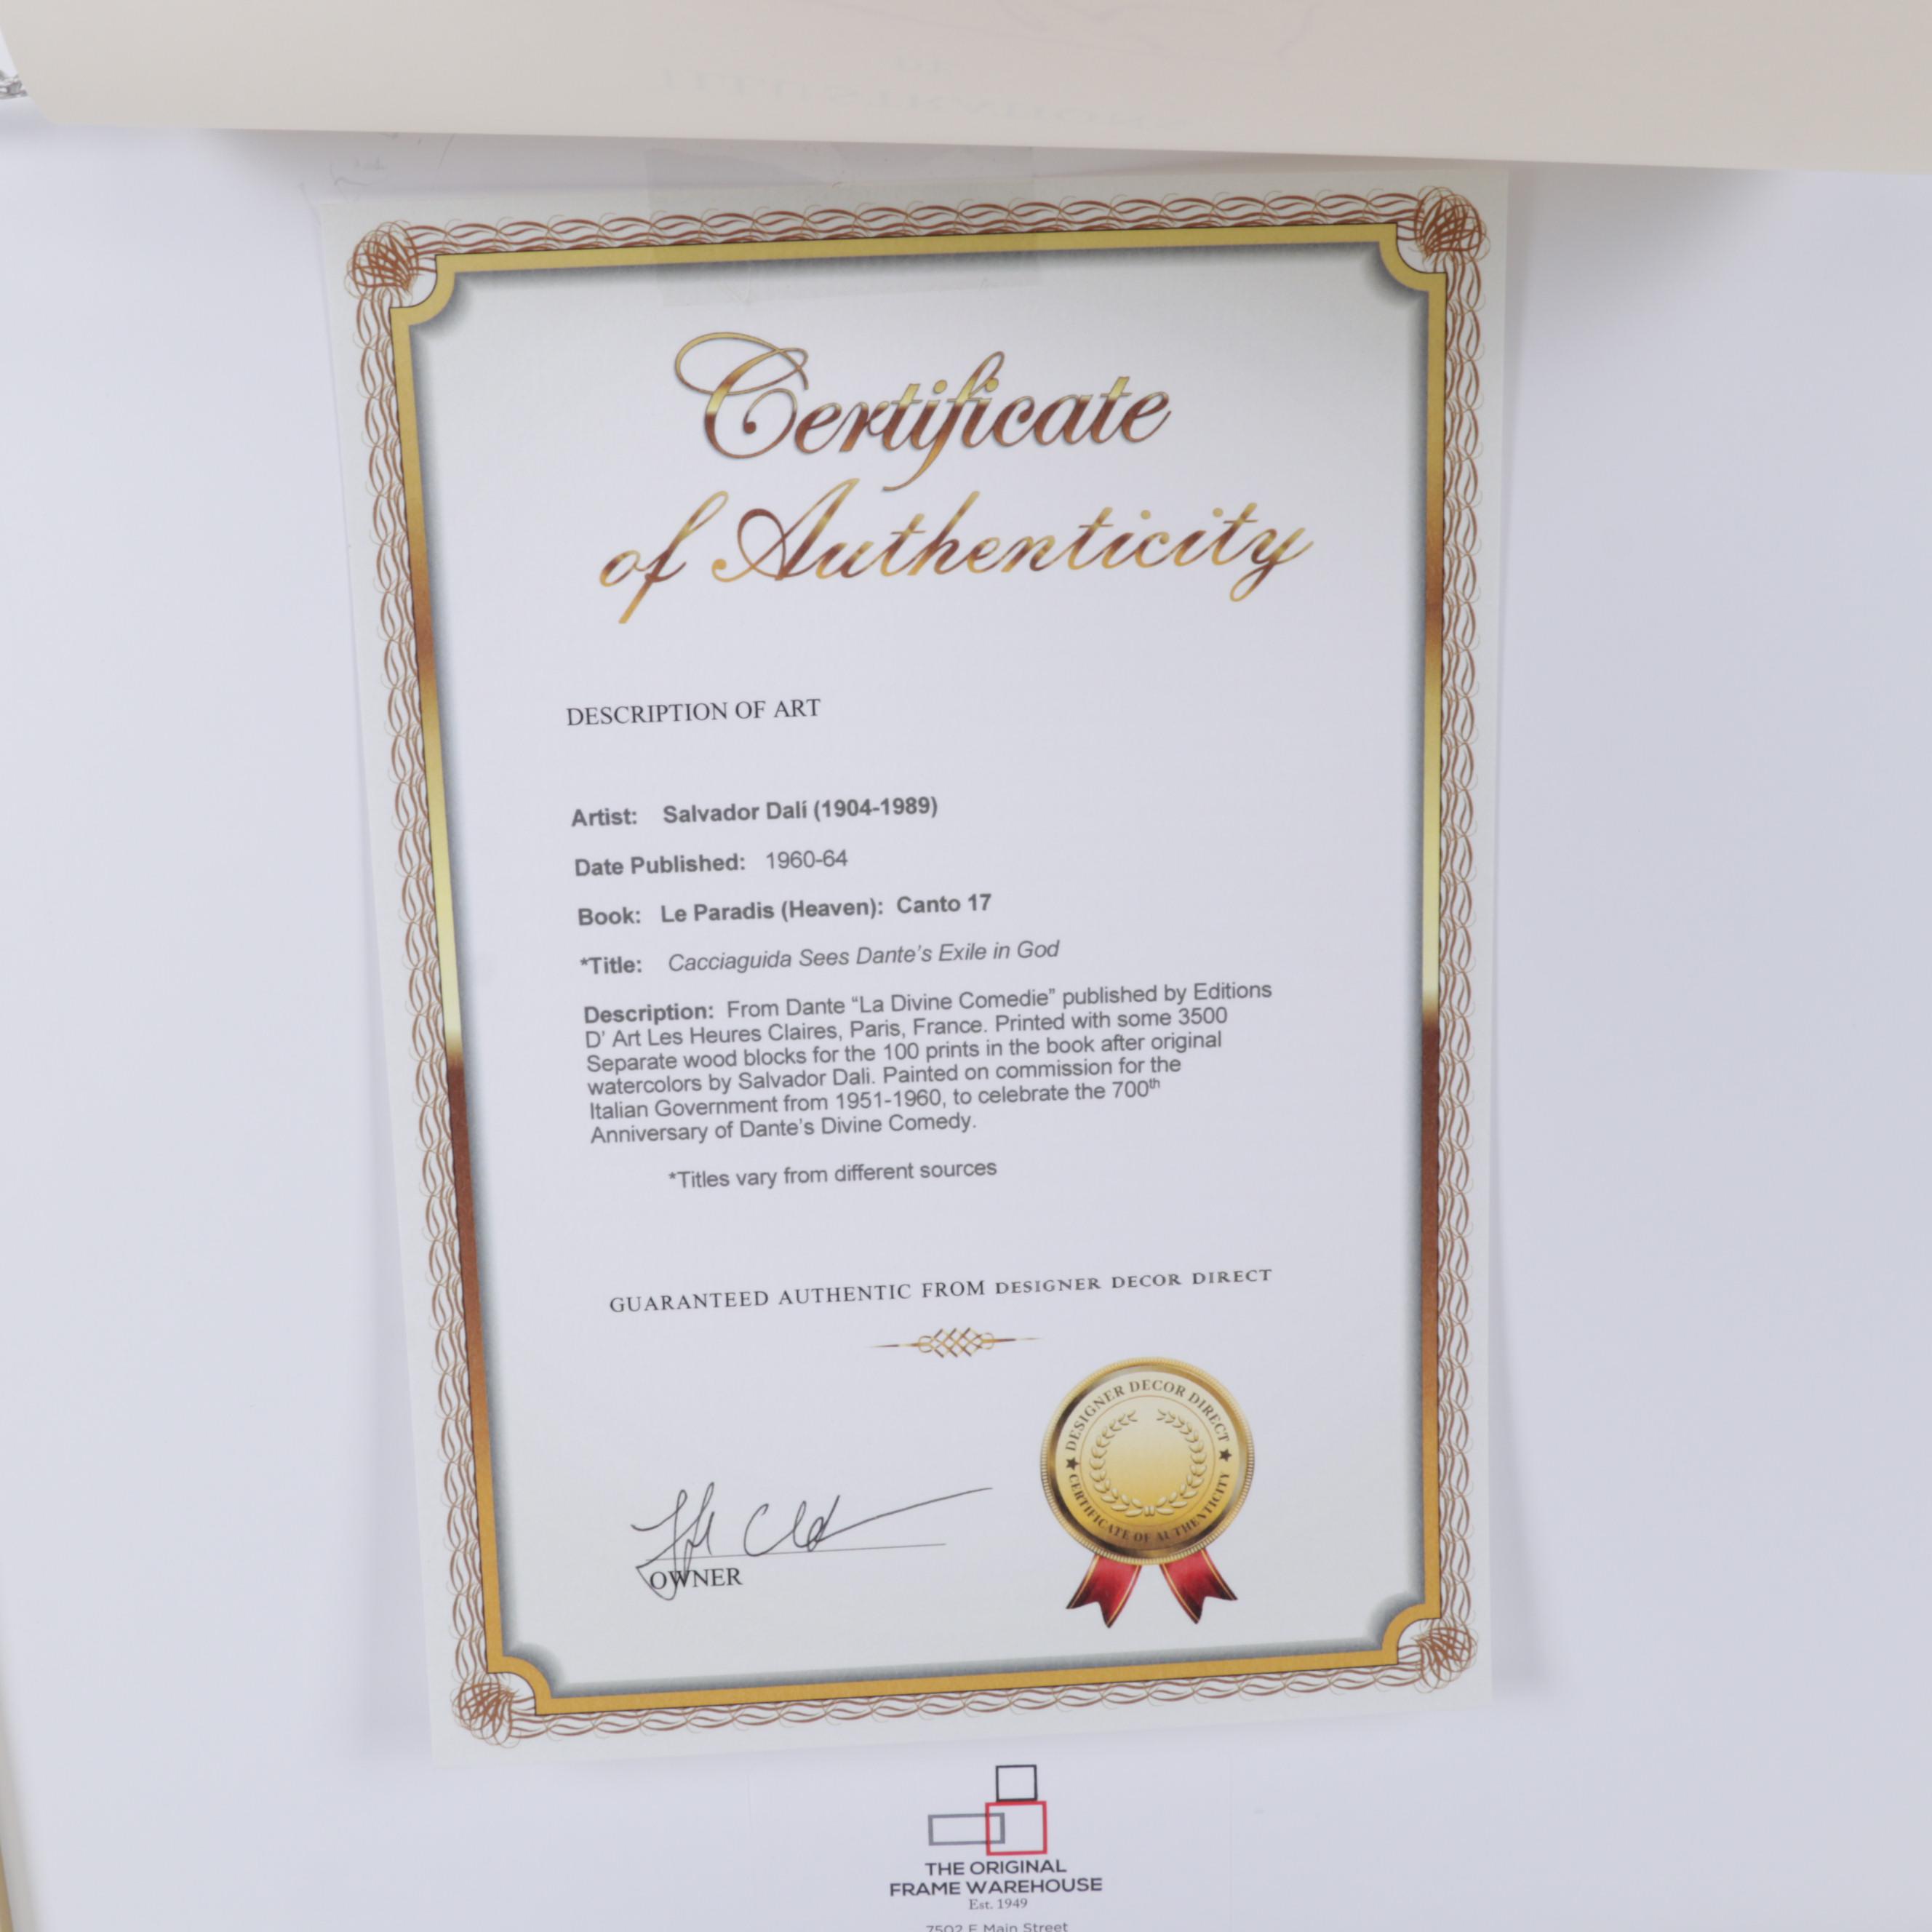 Certificate
of Authenticity
DESCRIPTION OF ART
Artist: Salvador Dalí (1904-1989)
Date Published: 1960-64
Book: Le Paradis (Heaven): Canto 17
*Title: Cacciaguida Sees Dante's Exile in God
Description: From Dante “La Divine Comedie” published by Editions
D' Art Les Heures Claires, Paris, France. Printed with some 3500
Separate wood blocks for the 100 prints in the book after original
watercolors by Salvador Dali. Painted on commission for the
Italian Government from 1951-1960, to celebrate the 700th
Anniversary of Dante's Divine Comedy.
*Titles vary from different sources
GUARANTEED AUTHENTIC FROM DESIGNER DECOR DIRECT
★ DESIGNER DECOR DIRECT ★
CERTIFICATE OF AUTHENTICITY
OWNER
THE ORIGINAL
FRAME WAREHOUSE
Est. 1949
7502 E Main Street